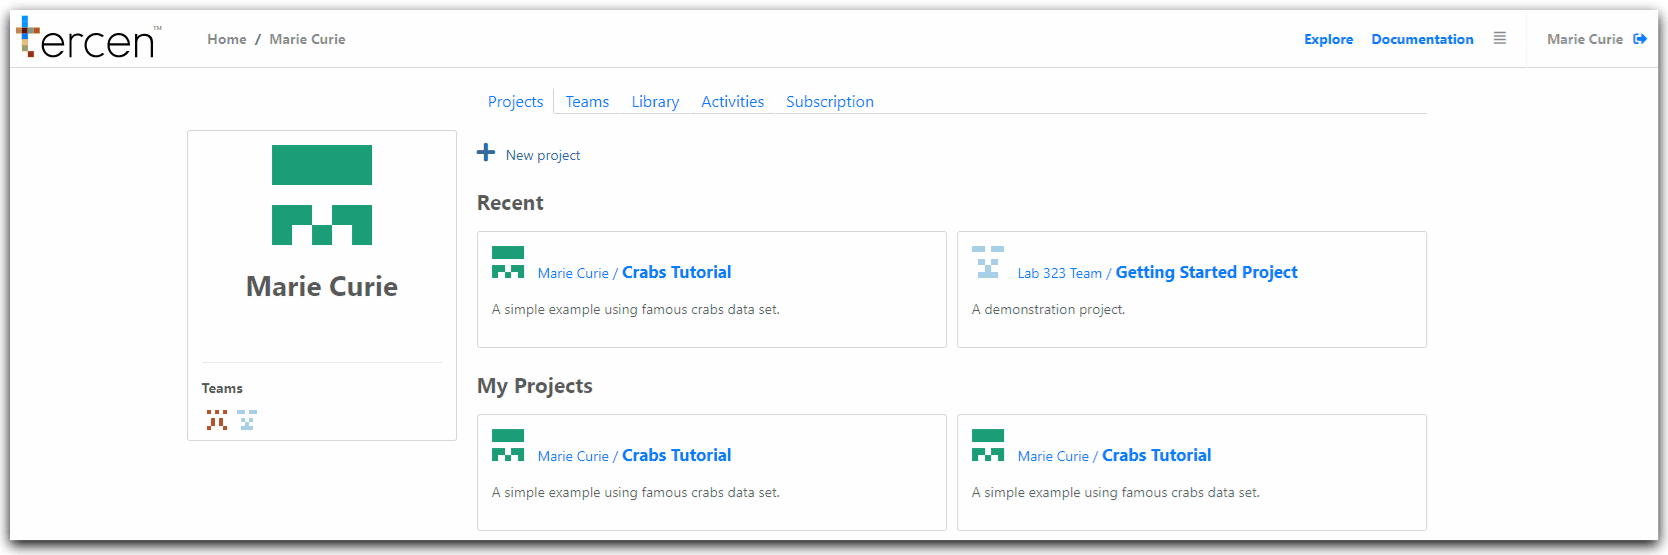 tercen™
Home / Marie Curie
Explore Documentation Marie Curie
Projects Teams Library Activities Subscription
New project
Marie Curie
Teams
Recent
Marie Curie / Crabs Tutorial
A simple example using famous crabs data set.
Lab 323 Team / Getting Started Project
A demonstration project.
My Projects
Marie Curie / Crabs Tutorial
A simple example using famous crabs data set.
Marie Curie / Crabs Tutorial
A simple example using famous crabs data set.